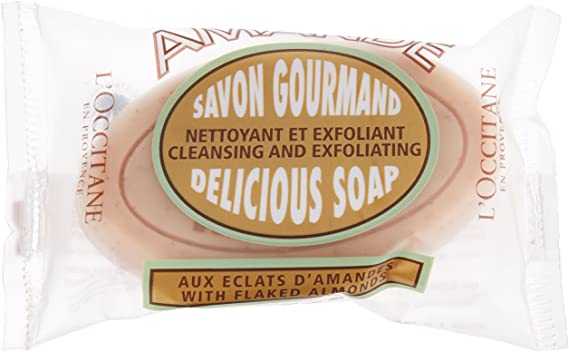 AMANDE
SAVON GOURMAND
NETTOYANT ET EXFOLIANT
CLEANSING AND EXFOLIATING
DELICIOUS SOAP
AUX ECLATS D'AMANDES
WITH FLAKED ALMONDS
L'OCCITANE
EN PROVENCE
L'OCCITANE
EN PROVE